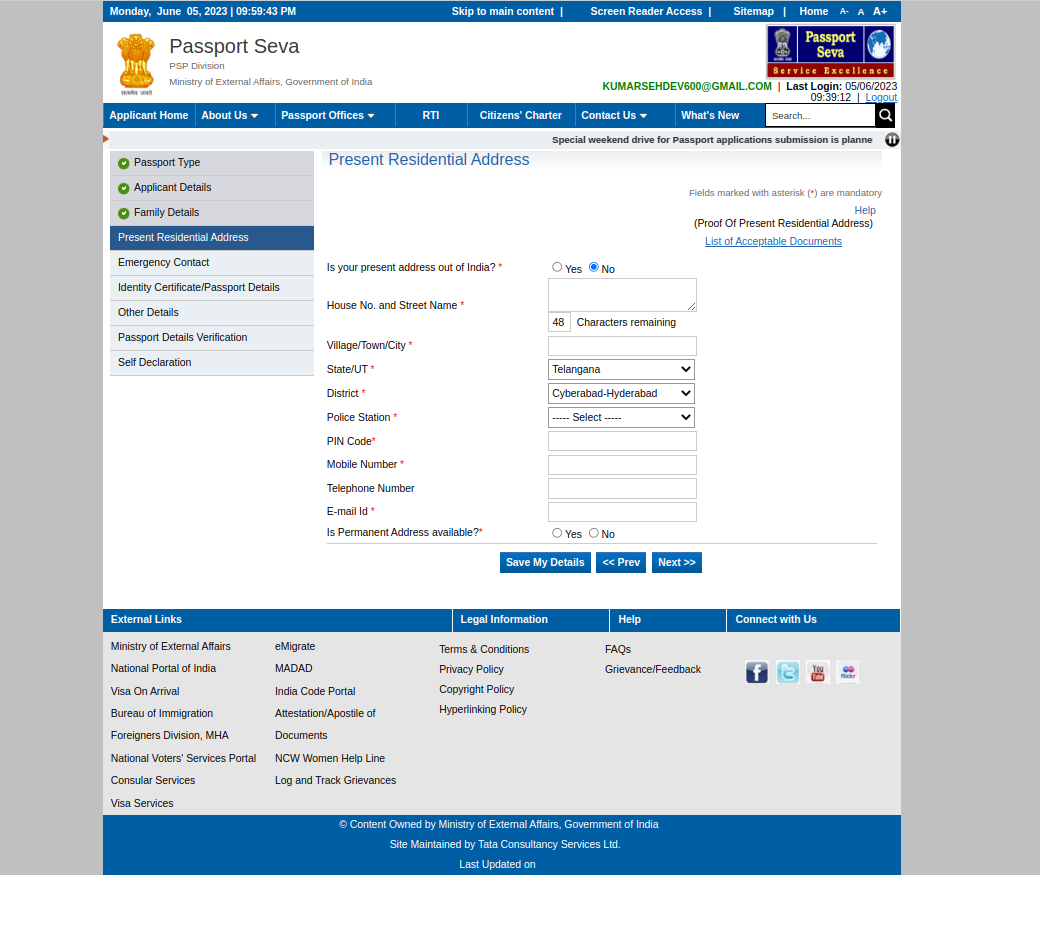 Monday,  June  05, 2023 | 09:59:43 PM
Skip to main content  |  Screen Reader Access  |  Sitemap  |  Home  A-  A  A+
Passport Seva
PSP Division
Ministry of External Affairs, Government of India
सत्यमेव जयते
Passport Seva
Service Excellence
KUMARSEHDEV600@GMAIL.COM  |  Last Login: 05/06/2023
09:39:12  |  Logout
Applicant Home  About Us  Passport Offices  RTI  Citizens' Charter  Contact Us  What's New  Search...
Special weekend drive for Passport applications submission is planne
Passport Type
Applicant Details
Family Details
Present Residential Address
Emergency Contact
Identity Certificate/Passport Details
Other Details
Passport Details Verification
Self Declaration
Present Residential Address
Fields marked with asterisk (*) are mandatory
Help
(Proof Of Present Residential Address)
List of Acceptable Documents
Is your present address out of India? *  Yes  No
House No. and Street Name *
48  Characters remaining
Village/Town/City *
State/UT *  Telangana
District *  Cyberabad-Hyderabad
Police Station *  ----- Select -----
PIN Code*
Mobile Number *
Telephone Number
E-mail Id *
Is Permanent Address available?*  Yes  No
Save My Details  << Prev  Next >>
External Links
Ministry of External Affairs
National Portal of India
Visa On Arrival
Bureau of Immigration
Foreigners Division, MHA
National Voters' Services Portal
Consular Services
Visa Services
eMigrate
MADAD
India Code Portal
Attestation/Apostile of
Documents
NCW Women Help Line
Log and Track Grievances
Legal Information
Terms & Conditions
Privacy Policy
Copyright Policy
Hyperlinking Policy
Help
FAQs
Grievance/Feedback
Connect with Us
f  t  You Tube  flickr
© Content Owned by Ministry of External Affairs, Government of India
Site Maintained by Tata Consultancy Services Ltd.
Last Updated on